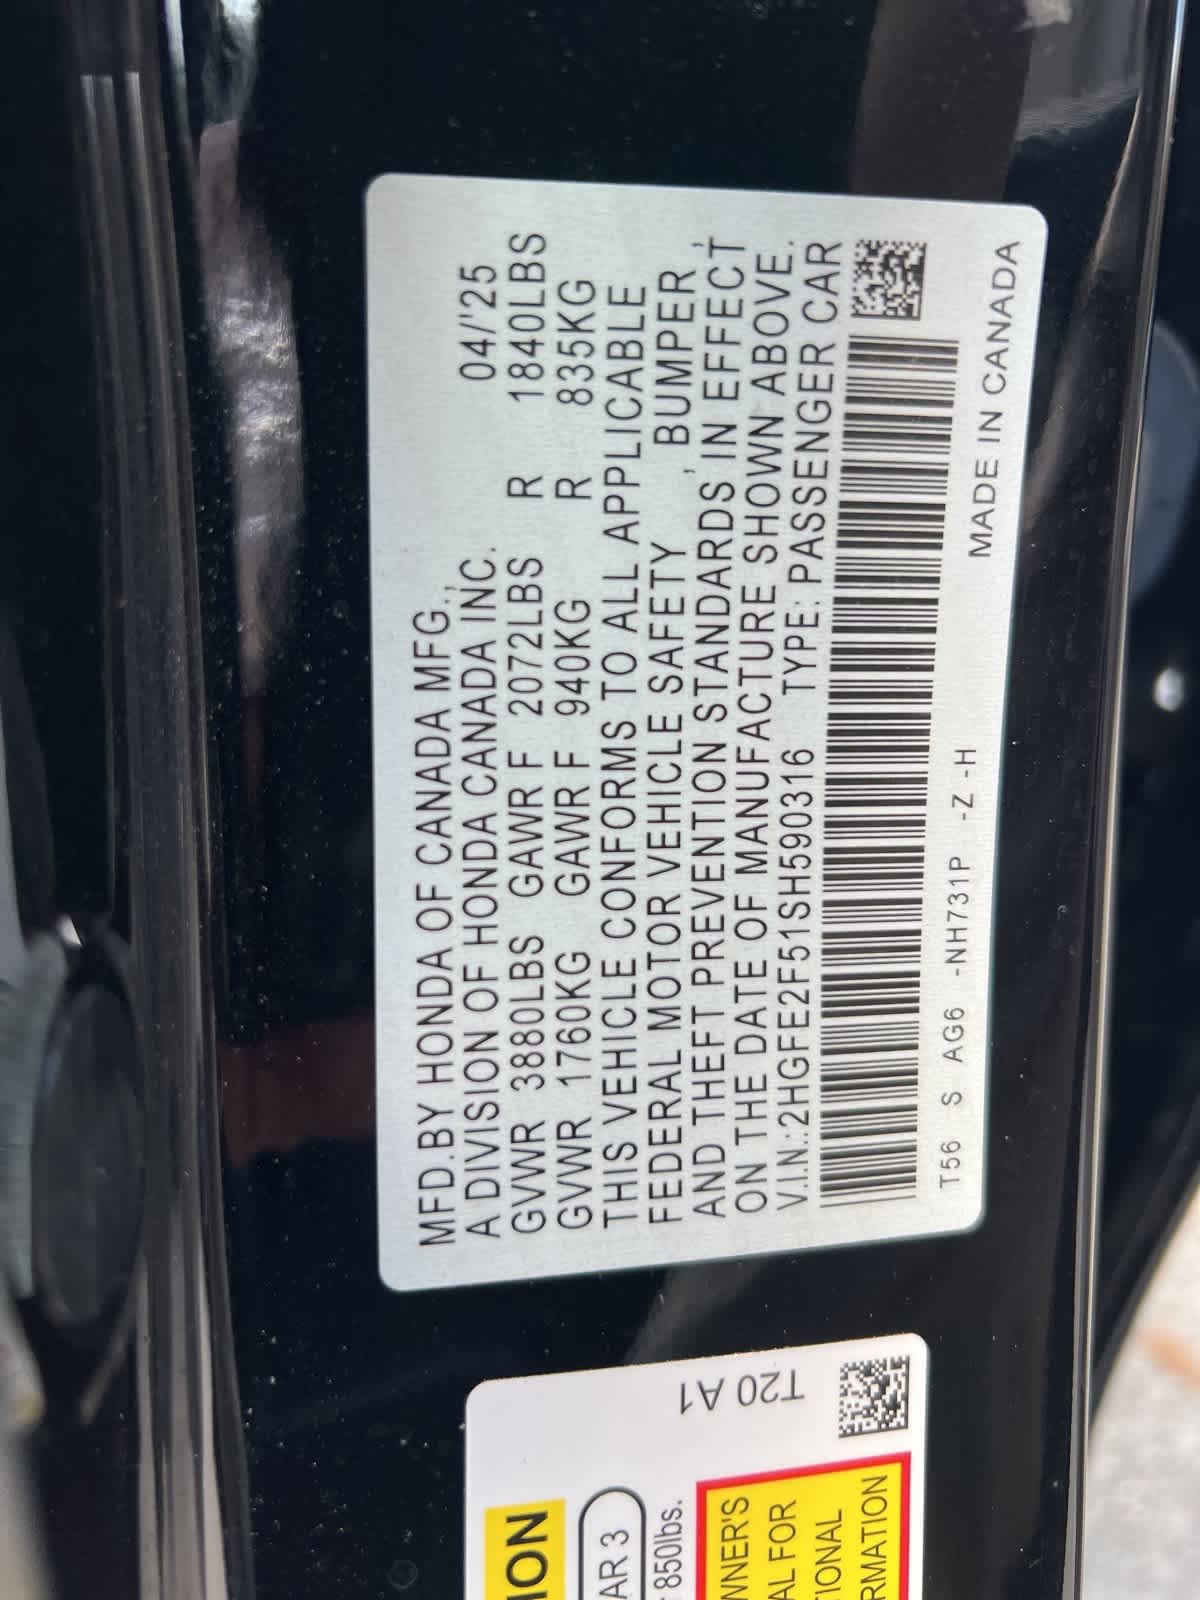 MFD.BY HONDA OF CANADA MFG.,
A DIVISION OF HONDA CANADA INC. 04/'25
GVWR 3880LBS GAWR F 2072LBS R 1840LBS
GVWR 1760KG GAWR F 940KG R 835KG
THIS VEHICLE CONFORMS TO ALL APPLICABLE
FEDERAL MOTOR VEHICLE SAFETY , BUMPER ,
AND THEFT PREVENTION STANDARDS IN EFFECT
ON THE DATE OF MANUFACTURE SHOWN ABOVE.
V.I.N.:2HGFE2F51SH590316 TYPE: PASSENGER CAR
MADE IN CANADA
T56 S AG6 -NH731P -Z -H
T20 A1
850lbs.